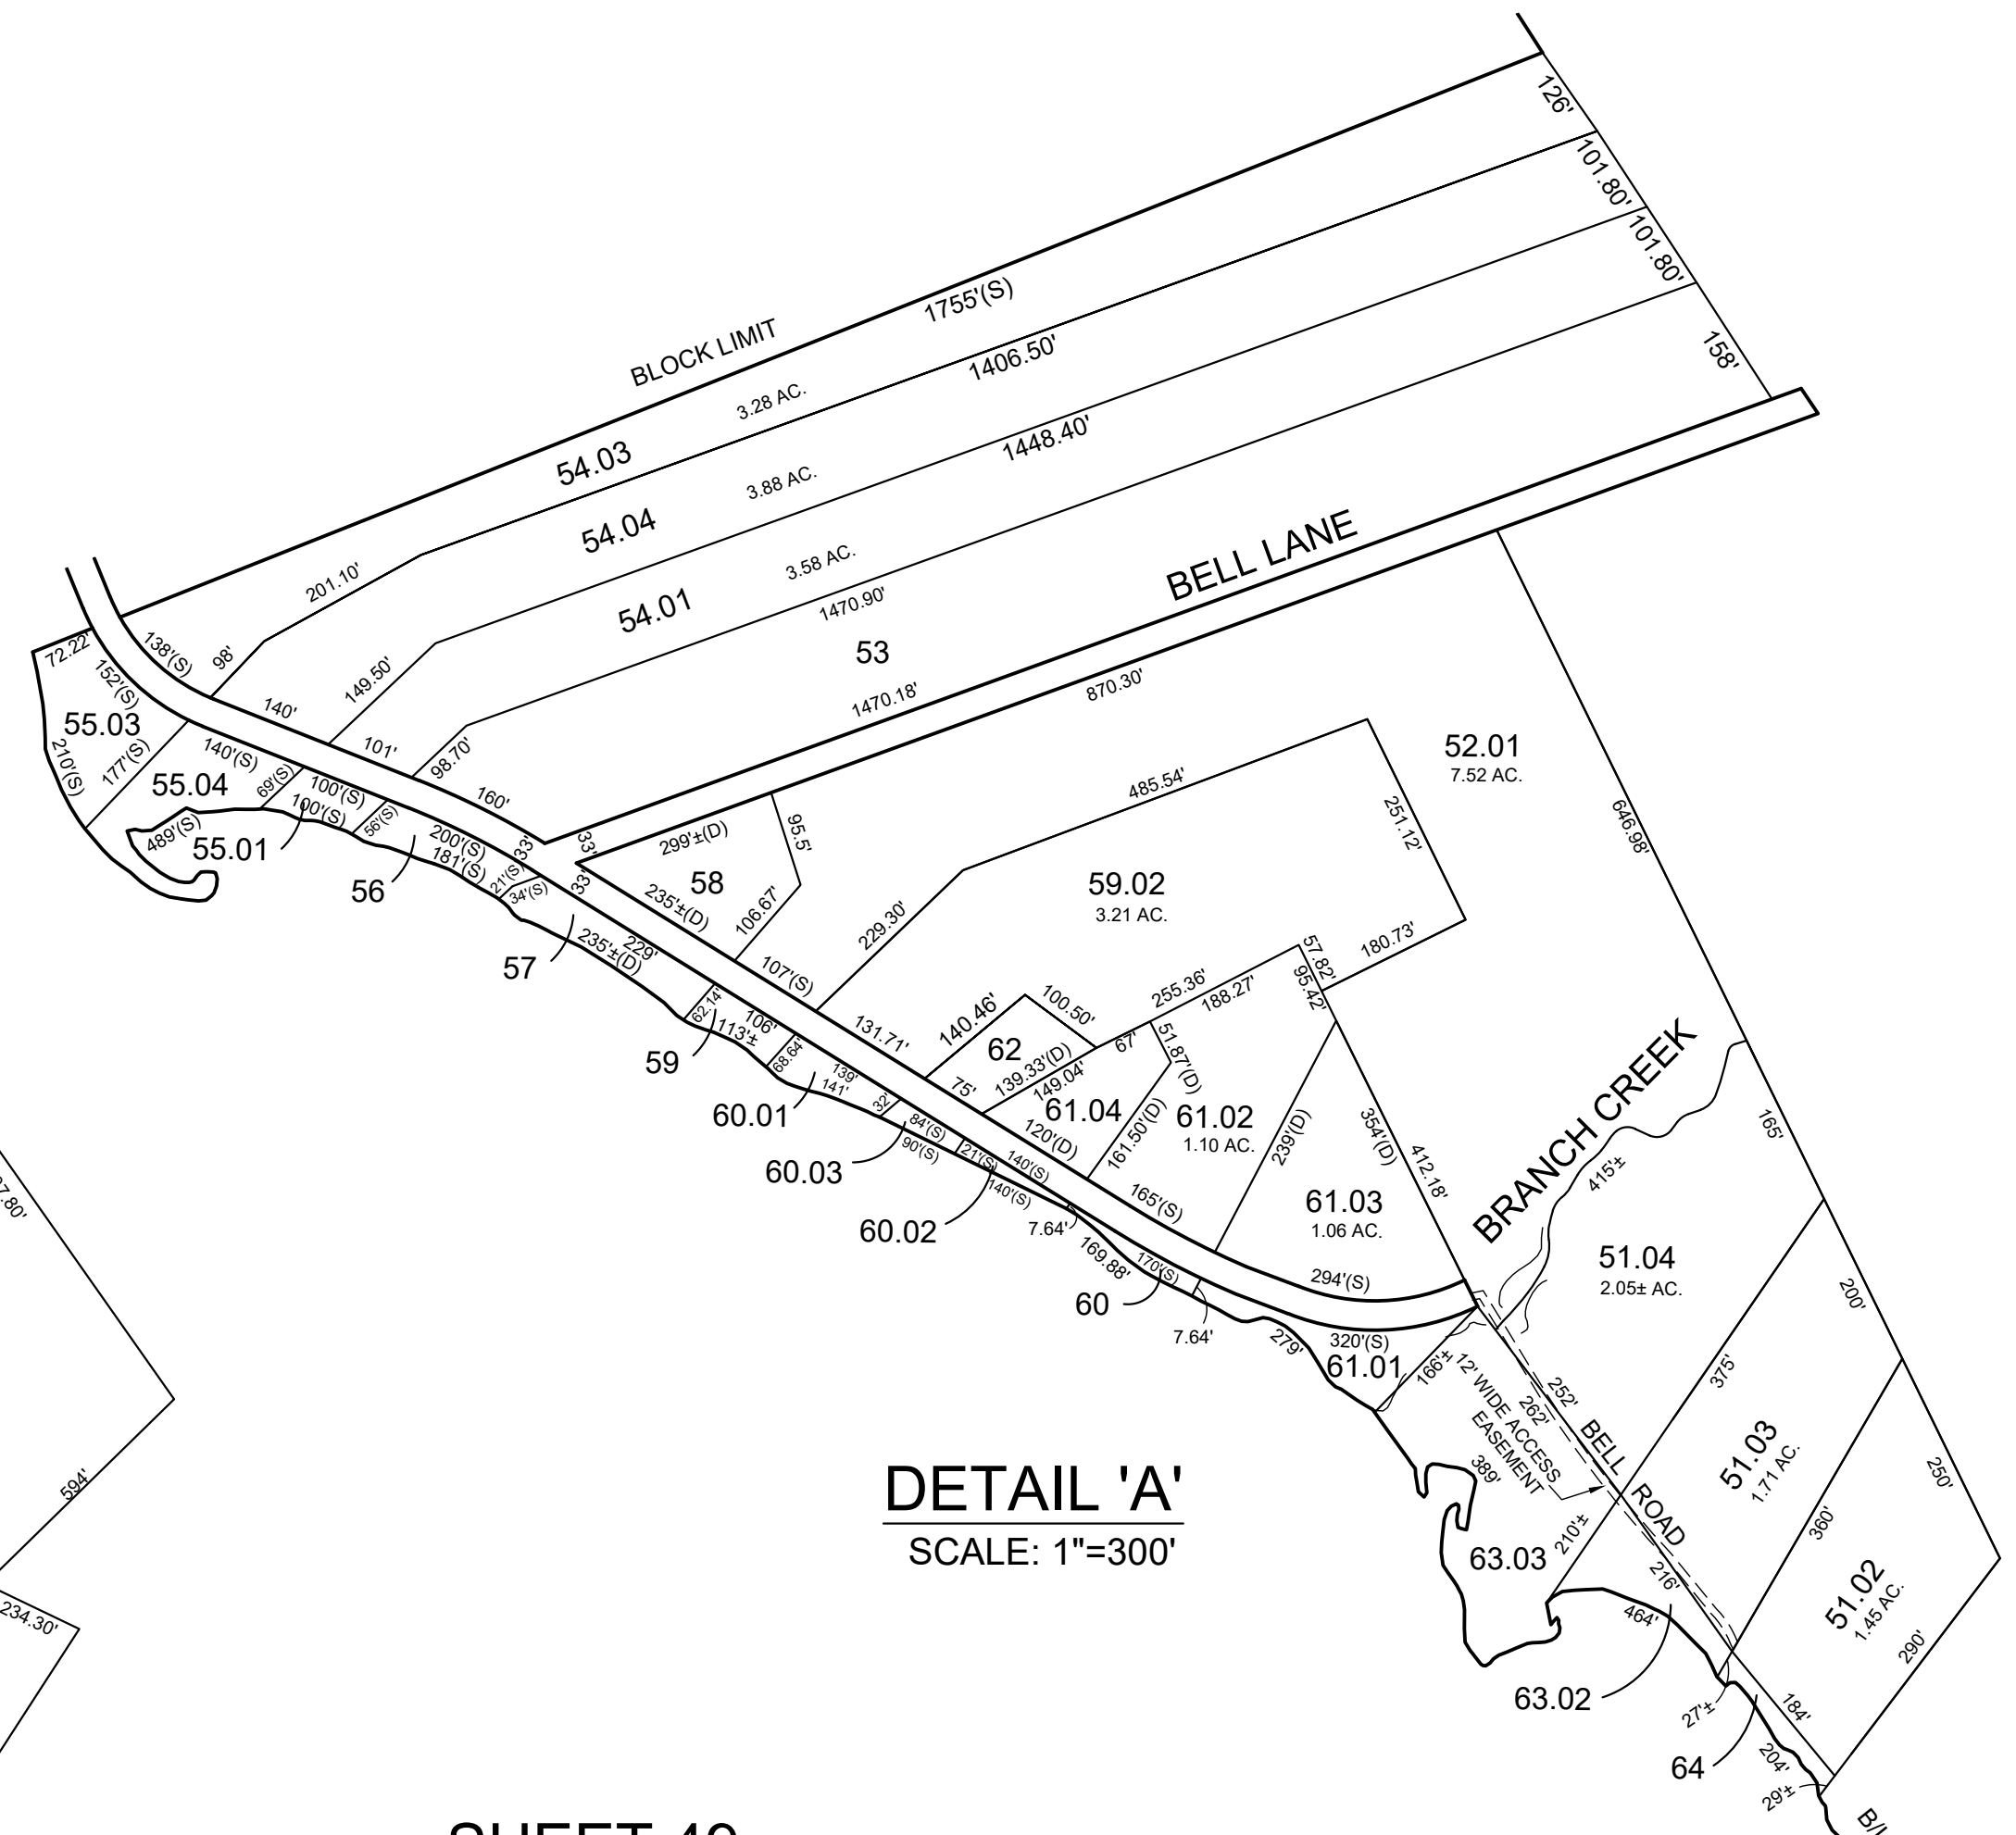 126'
101.80'
101.80'
158'
BLOCK LIMIT
1755'(S)
1406.50'
3.28 AC.
54.03
1448.40'
3.88 AC.
54.04
201.10'
3.58 AC.
54.01
1470.90'
BELL LANE
53
1470.18'
870.30'
72.22'
138'(S)
98'
149.50'
152'(S)
140'
101'
98.70'
160'
55.03
210'(S)
177'(S)
55.04
140'(S)
69'(S)
100'(S)
100'(S)
56'(S)
489'(S)
55.01
56
200'(S)
181'(S)
33'
33'
33'
21'(S)
34'(S)
299'±(D)
95.5'
58
235'±(D)
106.67'
485.54'
251.12'
52.01
7.52 AC.
646.98'
59.02
3.21 AC.
229.30'
180.73'
57
229'
235'±(D)
107'(S)
131.71'
62.14'
106'
113'±
68.64'
59
140.46'
100.50'
255.36'
188.27'
57.82'
95.42'
62
139.33'(D)
149.04'
67'
51.87'(D)
75'
61.04
120'(D)
161.50'(D)
61.02
1.10 AC.
239'(D)
354'(D)
412.18'
60.01
139'
141'
32'
84'(S)
90'(S)
60.03
21'(S)
140'(S)
140'(S)
60.02
7.64'
165'(S)
61.03
1.06 AC.
294'(S)
169.88'
170'(S)
60
7.64'
279'
320'(S)
61.01
166'±
BRANCH CREEK
415'±
165'
51.04
2.05± AC.
200'
375'
252'
262'
12' WIDE ACCESS
EASEMENT
BELL ROAD
389'
51.03
1.71 AC.
250'
360'
210'±
63.03
216'
464'
51.02
1.45 AC.
290'
63.02
27'±
184'
64
204'
29'±
DETAIL 'A'
SCALE: 1"=300'
7.80'
594'
234.30'